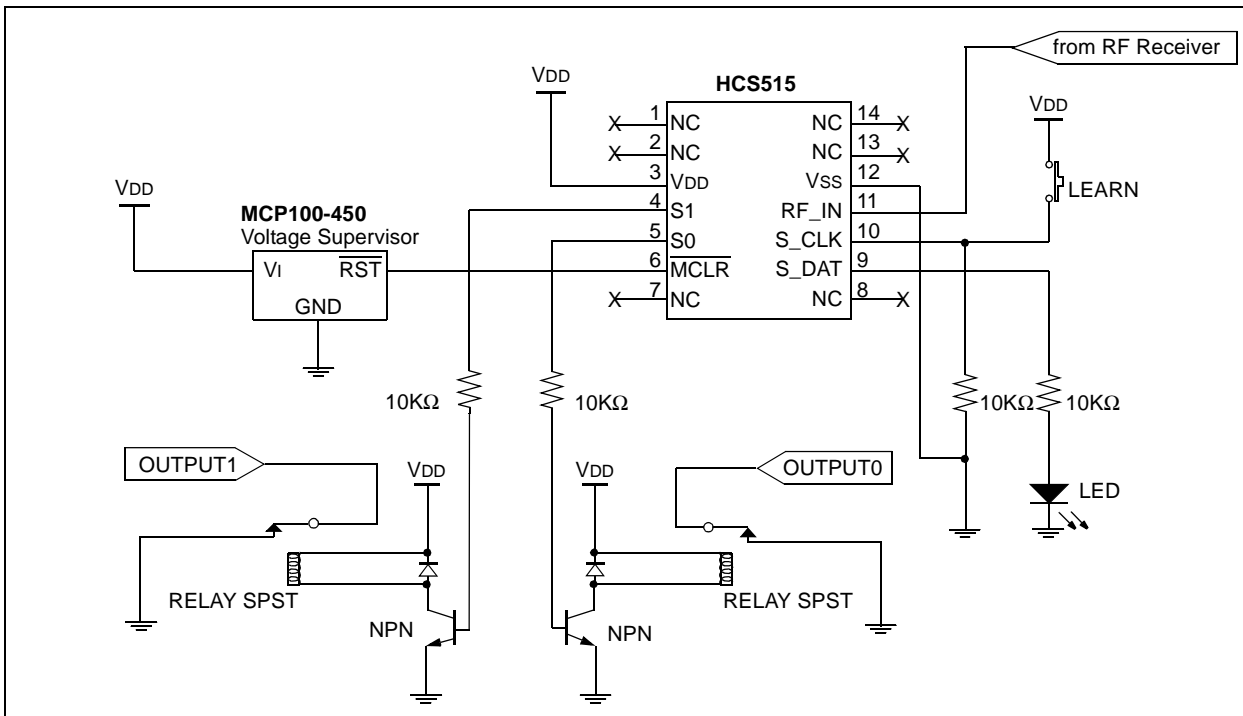 from RF Receiver
HCS515
VDD
VDD
1 NC
NC 14
X
X
2 NC
NC 13
X
X
3 VDD
VSS 12
LEARN
VDD
4 S1
RF_IN 11
MCP100-450
Voltage Supervisor
5 S0
S_CLK 10
VI
RST
6 MCLR
S_DAT 9
7 NC
NC 8
X
X
GND
10KΩ
10KΩ
10KΩ
10KΩ
OUTPUT1
VDD
VDD
OUTPUT0
LED
RELAY SPST
RELAY SPST
NPN
NPN